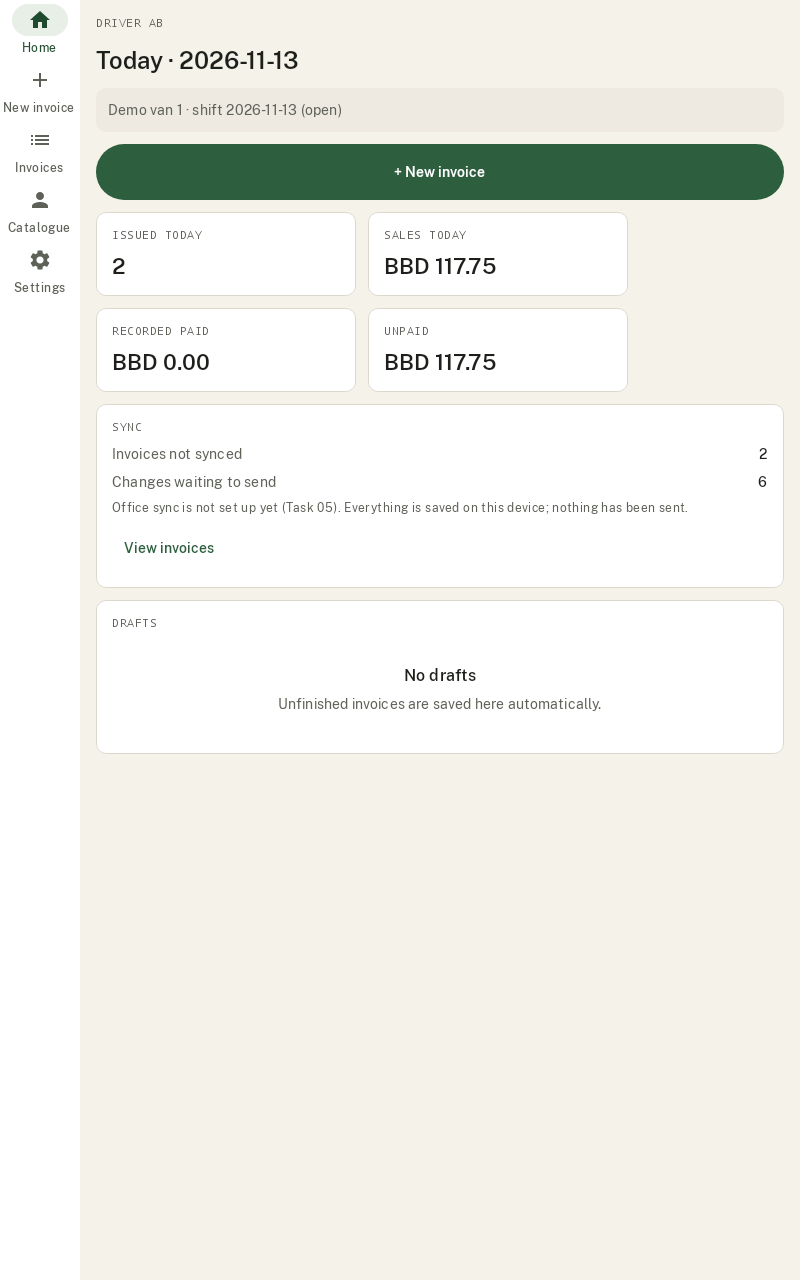 Home
New invoice
Invoices
Catalogue
Settings
DRIVER AB
Today · 2026-11-13
Demo van 1 · shift 2026-11-13 (open)
+ New invoice
ISSUED TODAY
2
SALES TODAY
BBD 117.75
RECORDED PAID
BBD 0.00
UNPAID
BBD 117.75
SYNC
Invoices not synced 2
Changes waiting to send 6
Office sync is not set up yet (Task 05). Everything is saved on this device; nothing has been sent.
View invoices
DRAFTS
No drafts
Unfinished invoices are saved here automatically.